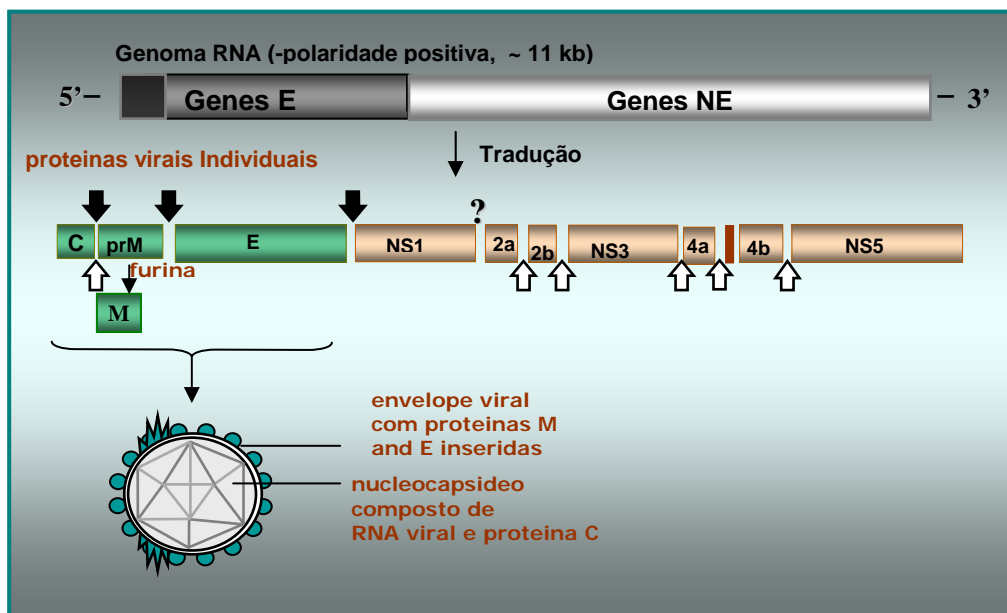 Genoma RNA (-polaridade positiva, ~ 11 kb)
5’– Genes E Genes NE – 3’
Tradução
proteinas virais Individuais
?
C prM E NS1 2a 2b NS3 4a 4b NS5
furina
M
envelope viral
com proteinas M
and E inseridas
nucleocapsideo
composto de
RNA viral e proteina C